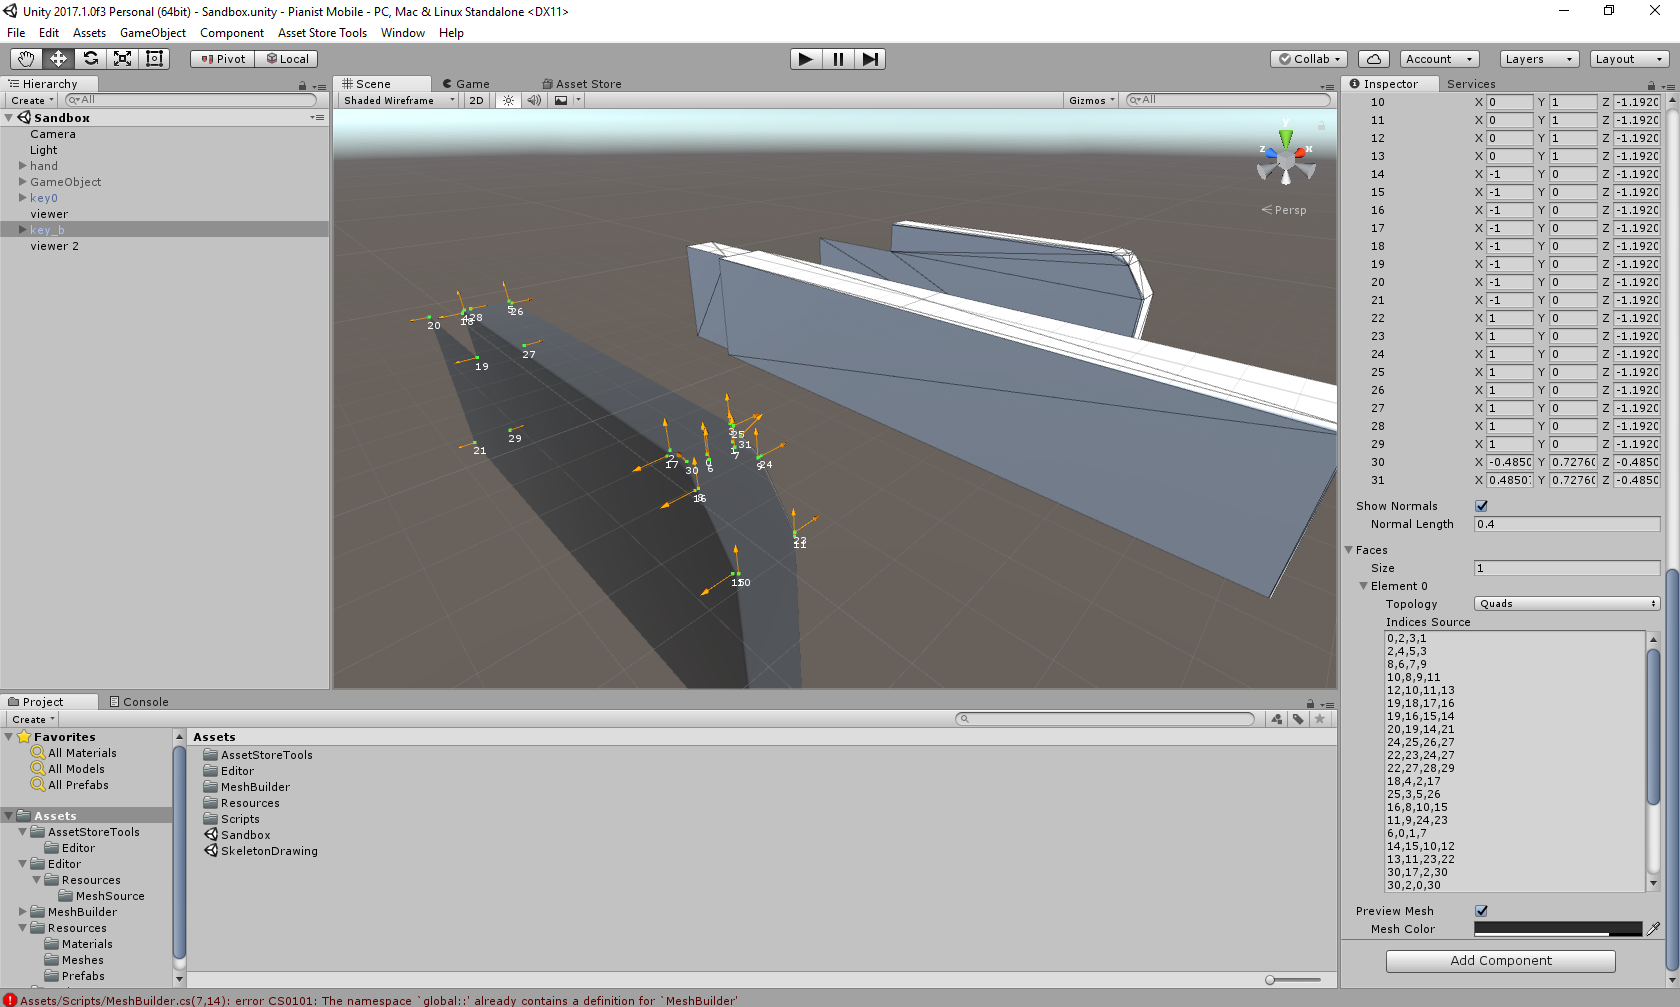 Unity 2017.1.0f3 Personal (64bit) - Sandbox.unity - Pianist Mobile - PC, Mac & Linux Standalone <DX11>
File Edit Assets GameObject Component Asset Store Tools Window Help
Pivot Local Collab Account Layers Layout
Hierarchy
Create All
Sandbox
Camera
Light
hand
GameObject
key0
viewer
key_b
viewer 2
Scene Game Asset Store
Shaded Wireframe 2D Gizmos All
y
z x
Persp
5
26
20
18
28
27
19
29
21
25
31
7
24
17
30
0
6
16
23
11
Inspector Services
10 X 0 Y 1 Z -1.1920
11 X 0 Y 1 Z -1.1920
12 X 0 Y 1 Z -1.1920
13 X 0 Y 1 Z -1.1920
14 X -1 Y 0 Z -1.1920
15 X -1 Y 0 Z -1.1920
16 X -1 Y 0 Z -1.1920
17 X -1 Y 0 Z -1.1920
18 X -1 Y 0 Z -1.1920
19 X -1 Y 0 Z -1.1920
20 X -1 Y 0 Z -1.1920
21 X -1 Y 0 Z -1.1920
22 X 1 Y 0 Z -1.1920
23 X 1 Y 0 Z -1.1920
24 X 1 Y 0 Z -1.1920
25 X 1 Y 0 Z -1.1920
26 X 1 Y 0 Z -1.1920
27 X 1 Y 0 Z -1.1920
28 X 1 Y 0 Z -1.1920
29 X 1 Y 0 Z -1.1920
30 X -0.4850 Y 0.7276 Z -0.4850
31 X 0.4850 Y 0.7276 Z -0.4850
Show Normals
Normal Length 0.4
Faces
Size 1
Element 0
Topology Quads
Indices Source
0,2,3,1
2,4,5,3
8,6,7,9
10,8,9,11
12,10,11,13
19,18,17,16
19,16,15,14
20,19,14,21
24,25,26,27
22,23,24,27
22,27,28,29
18,4,2,17
25,3,5,26
16,8,10,15
11,9,24,23
6,0,1,7
14,15,10,12
13,11,23,22
30,17,2,30
30,2,0,30
Preview Mesh
Mesh Color
Add Component
Project Console
Create
Favorites
All Materials
All Models
All Prefabs
Assets
AssetStoreTools
Editor
Editor
Resources
MeshSource
MeshBuilder
Resources
Materials
Meshes
Prefabs
Assets
AssetStoreTools
Editor
MeshBuilder
Resources
Scripts
Sandbox
SkeletonDrawing
Assets/Scripts/MeshBuilder.cs(7,14): error CS0101: The namespace `global::' already contains a definition for `MeshBuilder'